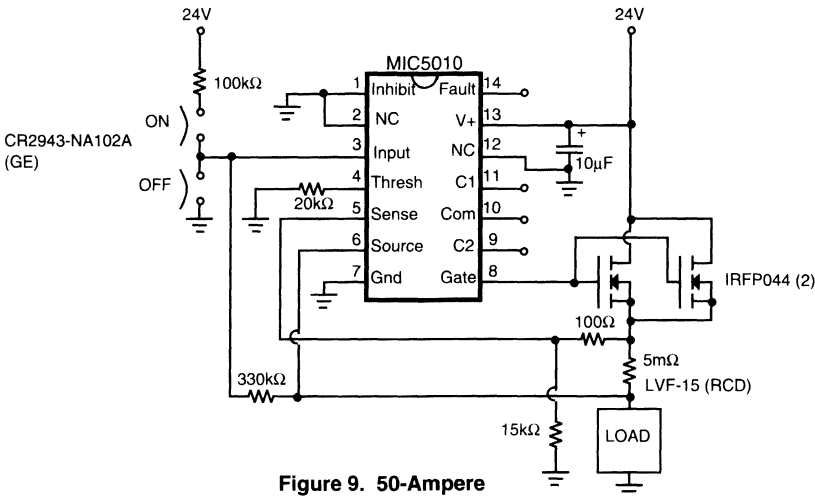 24V
24V
MIC5010
100kΩ
ON
OFF
CR2943-NA102A
(GE)
1
Inhibit
Fault
14
2
NC
V+
13
+
10µF
3
Input
NC
12
4
Thresh
C1
11
20kΩ
5
Sense
Com
10
6
Source
C2
9
7
Gnd
Gate
8
IRFP044 (2)
100Ω
5mΩ
LVF-15 (RCD)
330kΩ
15kΩ
LOAD
Figure 9. 50-Ampere